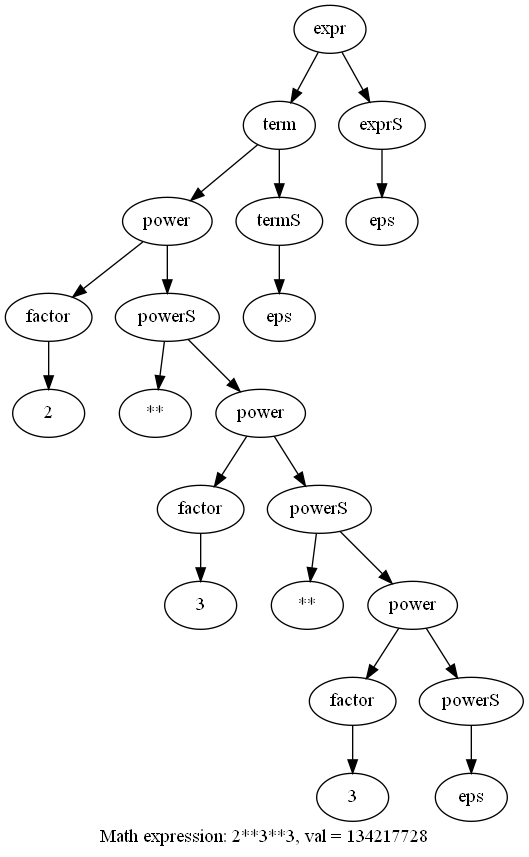 expr
term exprS
power termS eps
factor powerS eps
2 ** power
factor powerS
3 ** power
factor powerS
3 eps
Math expression: 2**3**3, val = 134217728